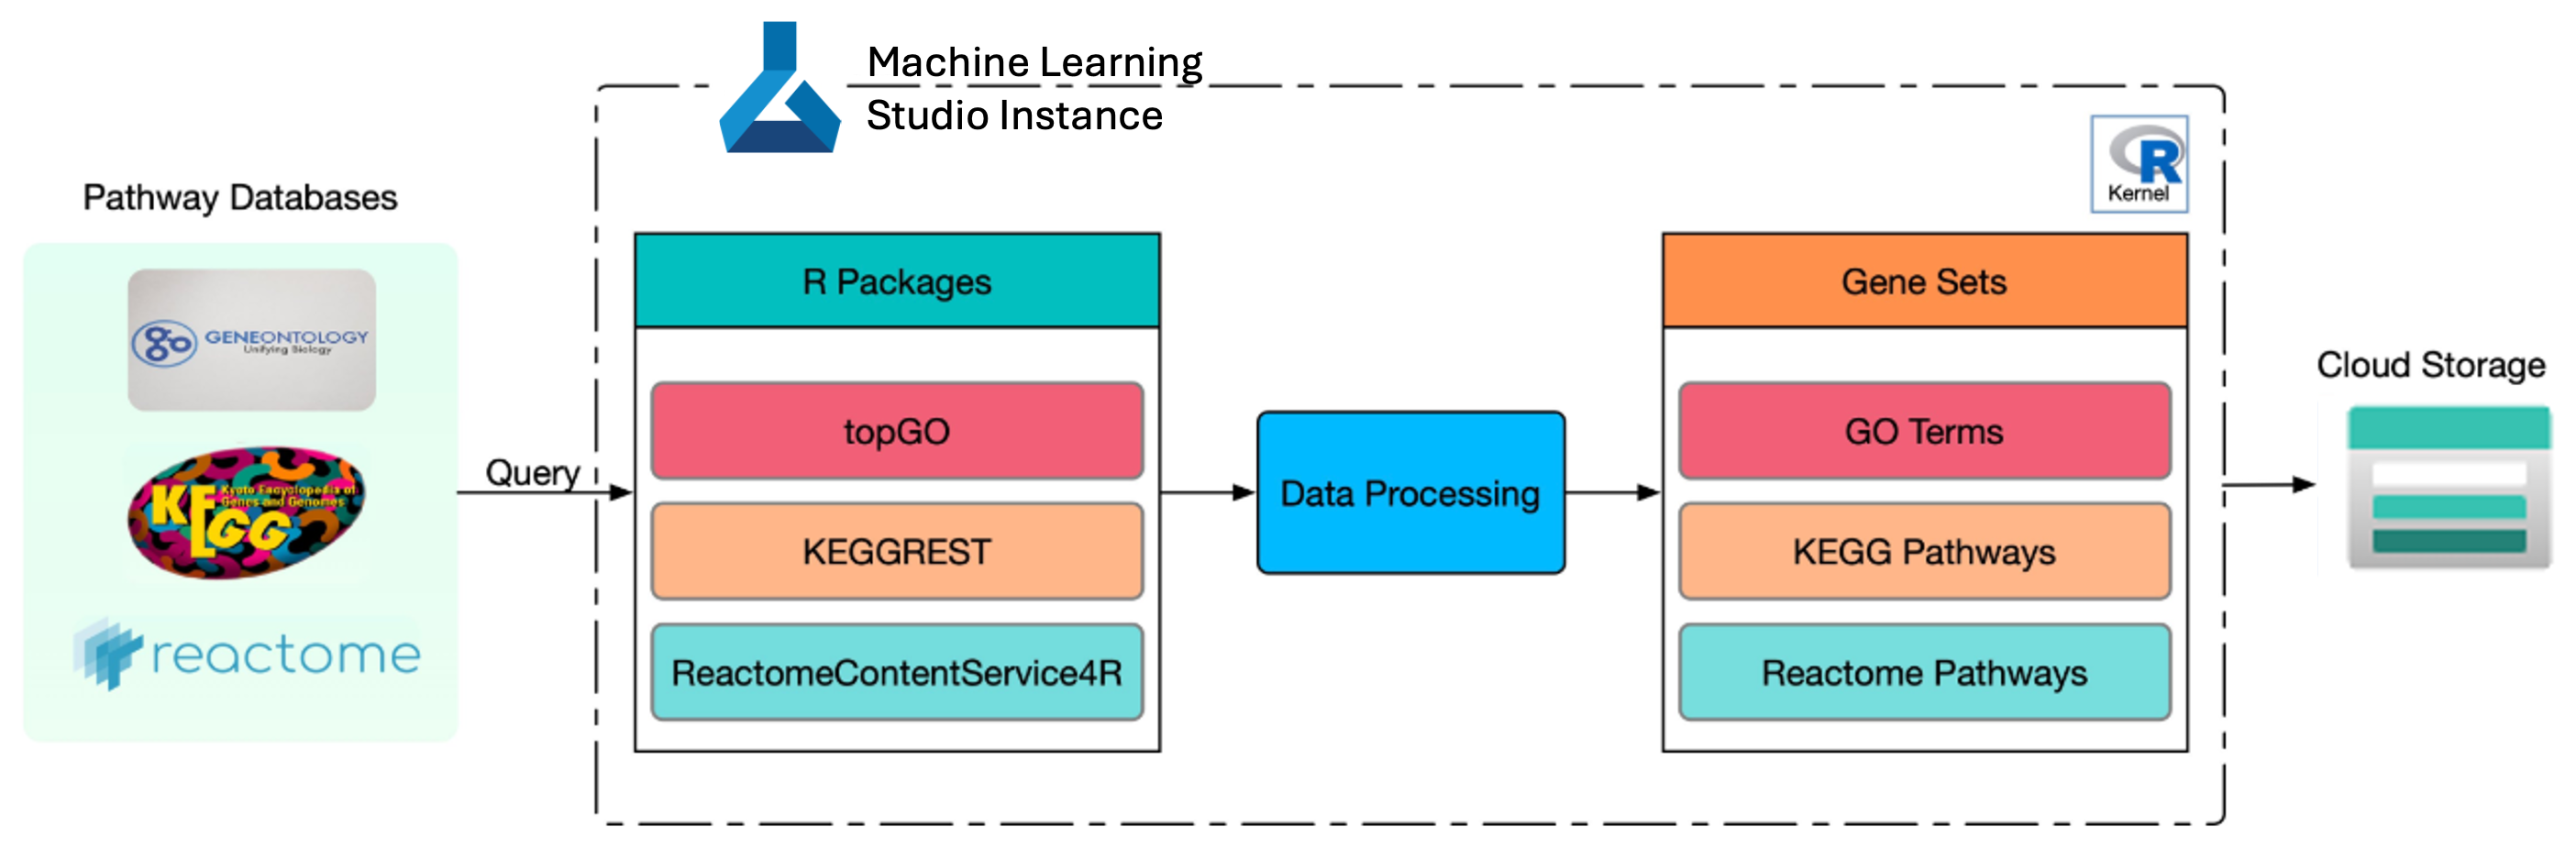 Machine Learning
Studio Instance
R
Kernel
Pathway Databases
go GENEONTOLOGY
Unifying Biology
KEGG
Kyoto Encyclopedia of
Genes and Genomes
reactome
Query
R Packages
topGO
KEGGREST
ReactomeContentService4R
Data Processing
Gene Sets
GO Terms
KEGG Pathways
Reactome Pathways
Cloud Storage